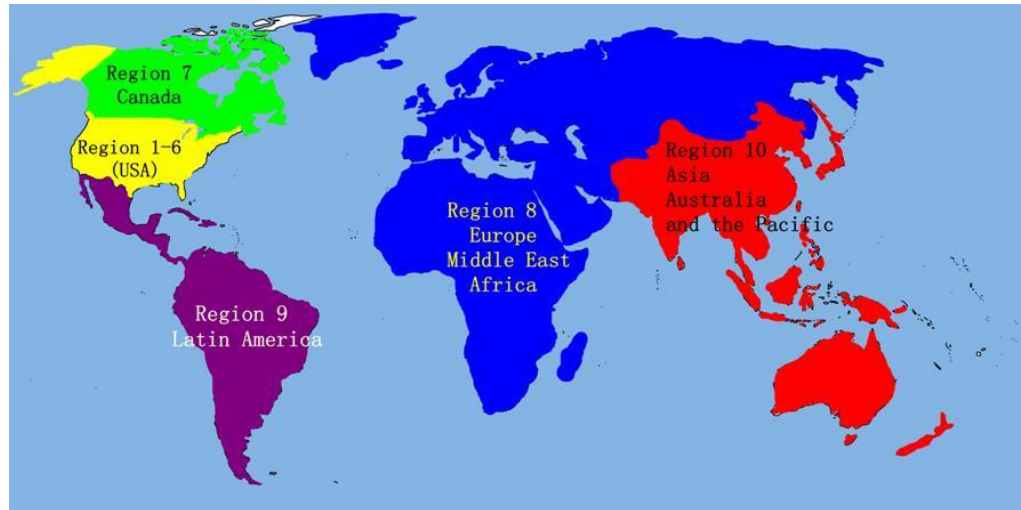 Region 7
Canada
Region 1-6
(USA)
Region 8
Europe
Middle East
Africa
Region 9
Latin America
Region 10
Asia
Australia
and the Pacific